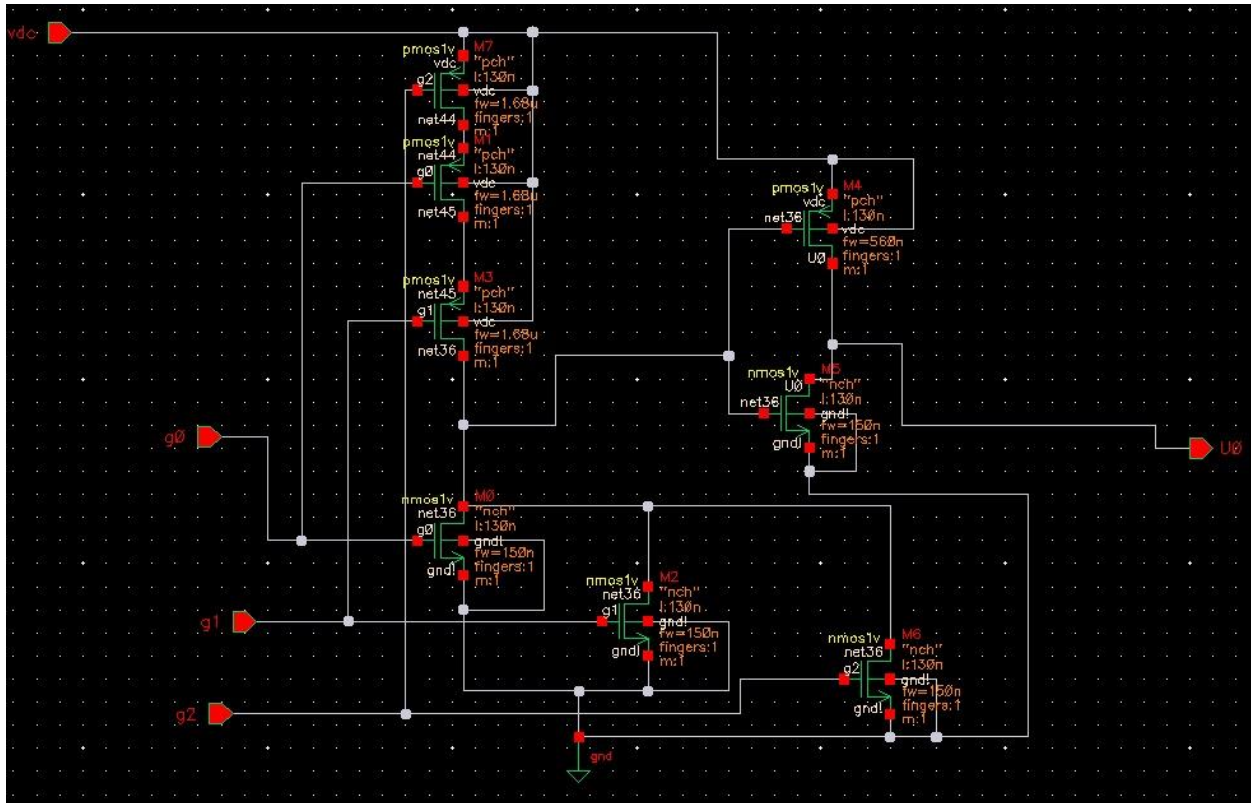 vdc
pmos1v
M7
vdc
"pch"
g2
l:130n
vdc
fw=1.68u
net44
fingers:1
m:1
pmos1v
M1
net44
"pch"
g0
l:130n
vdc
fw=1.68u
net45
fingers:1
m:1
pmos1v
M3
net45
"pch"
g1
l:130n
vdc
fw=1.68u
net36
fingers:1
m:1
pmos1v
M4
vdc
"pch"
net36
l:130n
vdc
fw=560n
U0
fingers:1
m:1
nmos1v
M5
U0
"nch"
net36
l:130n
gnd!
fw=150n
gnd!
fingers:1
m:1
g0
U0
nmos1v
M0
net36
"nch"
g0
l:130n
gnd!
fw=150n
gnd!
fingers:1
m:1
nmos1v
M2
net36
"nch"
g1
g1
l:130n
gnd!
fw=150n
gnd!
fingers:1
m:1
nmos1v
M6
net36
"nch"
g2
l:130n
gnd!
fw=150n
gnd!
fingers:1
m:1
g2
gnd